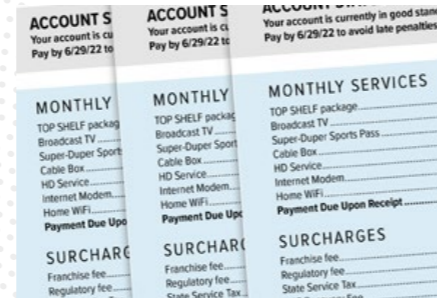 ACCOUNT S
Your account is cu
Pay by 6/29/22 to
MONTHLY
TOP SHELF packag
Broadcast TV
Super-Duper Sport
Cable Box
HD Service
Internet Modem
Home WiFi
Payment Due Upo
SURCHARG
Franchise fee
Regulatory fee
ACCOUNT S
Your account is cu
Pay by 6/29/22 to
MONTHLY
TOP SHELF packag
Broadcast TV
Super-Duper Sport
Cable Box
HD Service
Internet Modem
Home WiFi
Payment Due Upo
SURCHAR
Franchise fee
Regulatory fee
State Service Tax
ACCOUNT
Your account is currently in good stan
Pay by 6/29/22 to avoid late penalties
MONTHLY SERVICES
TOP SHELF package
Broadcast TV
Super-Duper Sports Pass
Cable Box
HD Service
Internet Modem
Home WiFi
Payment Due Upon Receipt
SURCHARGES
Franchise fee
Regulatory fee
State Service Tax